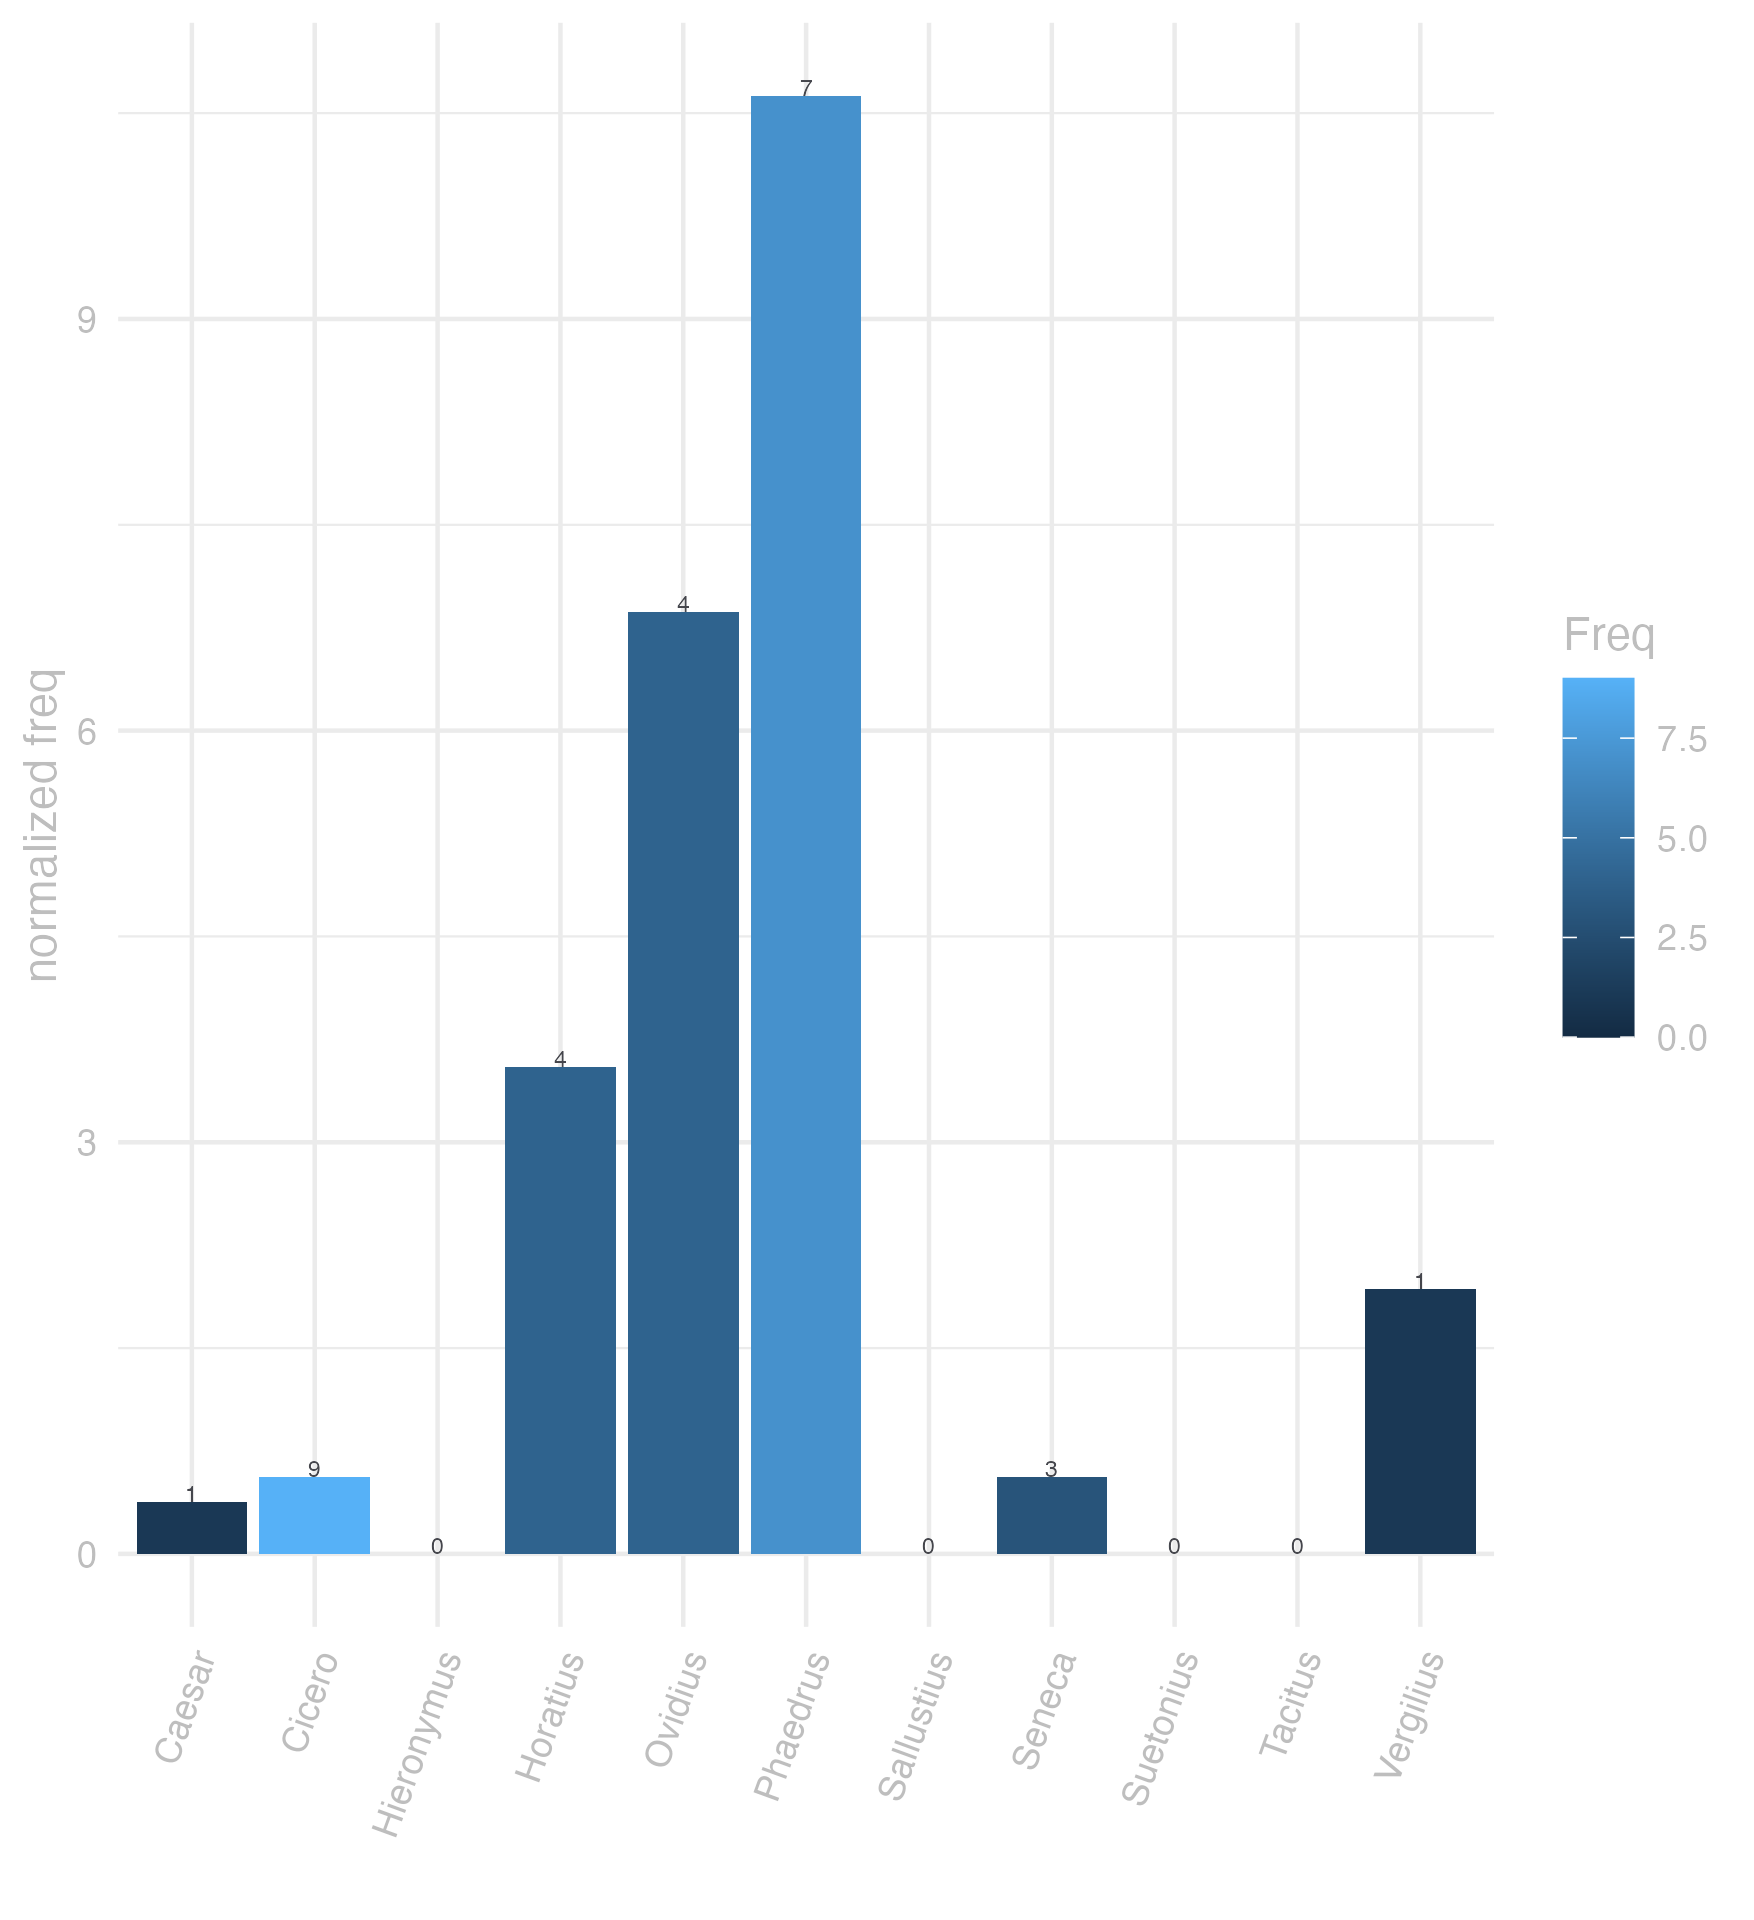 7
9
4
Freq
7.5
6
5.0
normalized freq
2.5
0.0
4
3
1
9
1
3
0
0
0
0
0
Caesar
Cicero
Hieronymus
Horatius
Ovidius
Phaedrus
Sallustius
Seneca
Suetonius
Tacitus
Vergilius